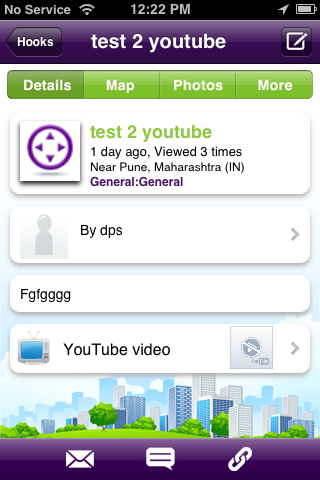 No Service 12:22 PM
Hooks test 2 youtube
Details Map Photos More
test 2 youtube
1 day ago, Viewed 3 times
Near Pune, Maharashtra (IN)
General:General
By dps
Fgfgggg
YouTube video